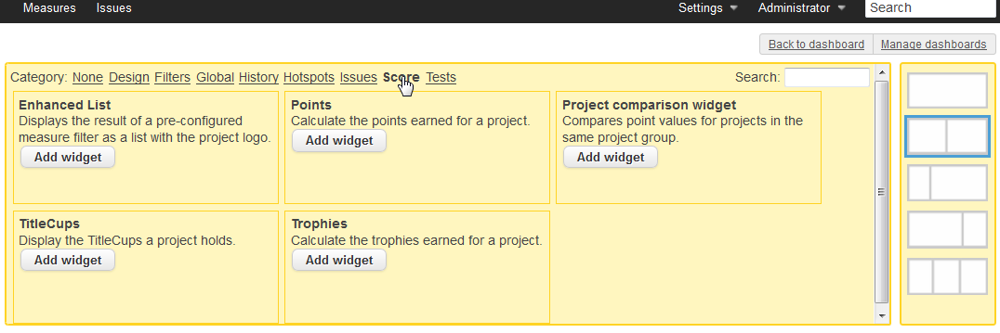 Measures Issues Settings Administrator Search
Back to dashboard Manage dashboards
Category: None Design Filters Global History Hotspots Issues Score Tests Search:
Enhanced List
Displays the result of a pre-configured
measure filter as a list with the project logo.
Add widget
Points
Calculate the points earned for a project.
Add widget
Project comparison widget
Compares point values for projects in the
same project group.
Add widget
TitleCups
Display the TitleCups a project holds.
Add widget
Trophies
Calculate the trophies earned for a project.
Add widget